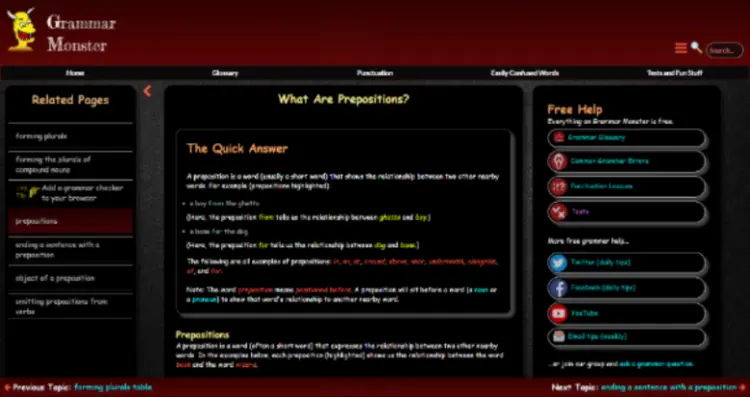 Grammar
Monster
Search...
Home
Glossary
Punctuation
Easily Confused Words
Tests and Fun Stuff
Related Pages
forming plurals
forming the plurals of
compound nouns
Add a grammar checker
to your browser
prepositions
ending a sentence with a
preposition
object of a preposition
omitting prepositions from
verbs
What Are Prepositions?
The Quick Answer
A preposition is a word (usually a short word) that shows the relationship between two other nearby
words. For example (prepositions highlighted):
a boy from the ghetto
(Here, the preposition from tells us the relationship between ghetto and boy.)
a bone for the dog
(Here, the preposition for tells us the relationship between dog and bone.)
The following are all examples of prepositions: in, on, at, around, above, near, underneath, alongside,
of, and for.
Note: The word preposition means positioned before. A preposition will sit before a word (a noun or
a pronoun) to show that word's relationship to another nearby word.
Prepositions
A preposition is a word (often a short word) that expresses the relationship between two other nearby
words. In the examples below, each preposition (highlighted) shows us the relationship between the word
book and the word wizard.
Free Help
Everything on Grammar Monster is free.
Grammar Glossary
Common Grammar Errors
Punctuation Lessons
Tests
More free grammar help...
Twitter (daily tips)
Facebook (daily tips)
YouTube
Email tips (weekly)
...or join our group and ask a grammar question
Previous Topic: forming plurals table
Next Topic: ending a sentence with a preposition